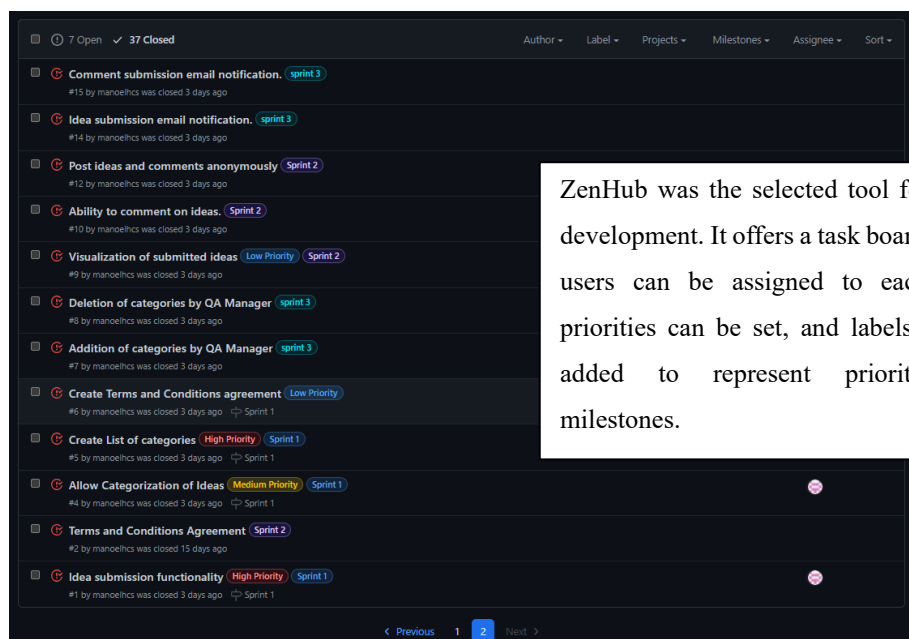 7 Open 37 Closed Author Label Projects Milestones Assignee Sort
Comment submission email notification. sprint 3
#15 by manoelhcs was closed 3 days ago
Idea submission email notification. sprint 3
#14 by manoelhcs was closed 3 days ago
Post ideas and comments anonymously Sprint 2
#12 by manoelhcs was closed 3 days ago
Ability to comment on ideas. Sprint 2
#10 by manoelhcs was closed 3 days ago
Visualization of submitted ideas Low Priority Sprint 2
#9 by manoelhcs was closed 3 days ago
Deletion of categories by QA Manager sprint 3
#8 by manoelhcs was closed 3 days ago
Addition of categories by QA Manager sprint 3
#7 by manoelhcs was closed 3 days ago
Create Terms and Conditions agreement Low Priority
#6 by manoelhcs was closed 3 days ago Sprint 1
Create List of categories High Priority Sprint 1
#5 by manoelhcs was closed 3 days ago Sprint 1
Allow Categorization of Ideas Medium Priority Sprint 1
#4 by manoelhcs was closed 3 days ago Sprint 1
Terms and Conditions Agreement Sprint 2
#2 by manoelhcs was closed 15 days ago
Idea submission functionality High Priority Sprint 1
#1 by manoelhcs was closed 3 days ago Sprint 1
Previous 1 2 Next
ZenHub was the selected tool
development. It offers a task
users can be assigned to
priorities can be set, and labels
added to represent
milestones.